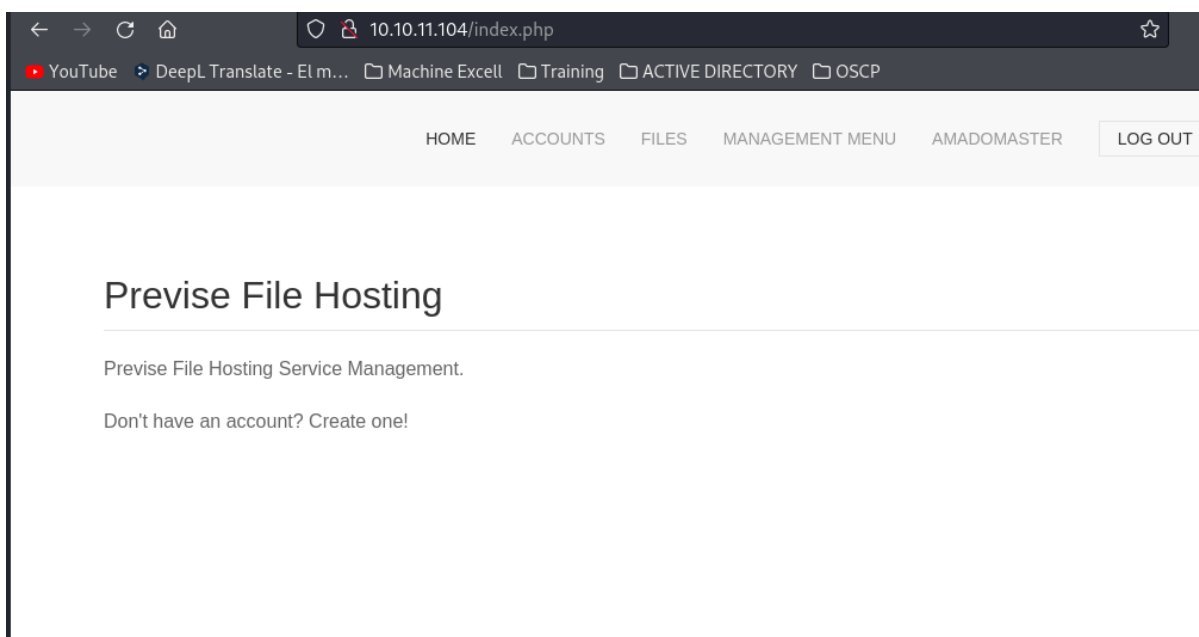 10.10.11.104/index.php
YouTube DeepL Translate - El m... Machine Excell Training ACTIVE DIRECTORY OSCP
HOME ACCOUNTS FILES MANAGEMENT MENU AMADOMASTER LOG OUT
Previse File Hosting
Previse File Hosting Service Management.
Don't have an account? Create one!